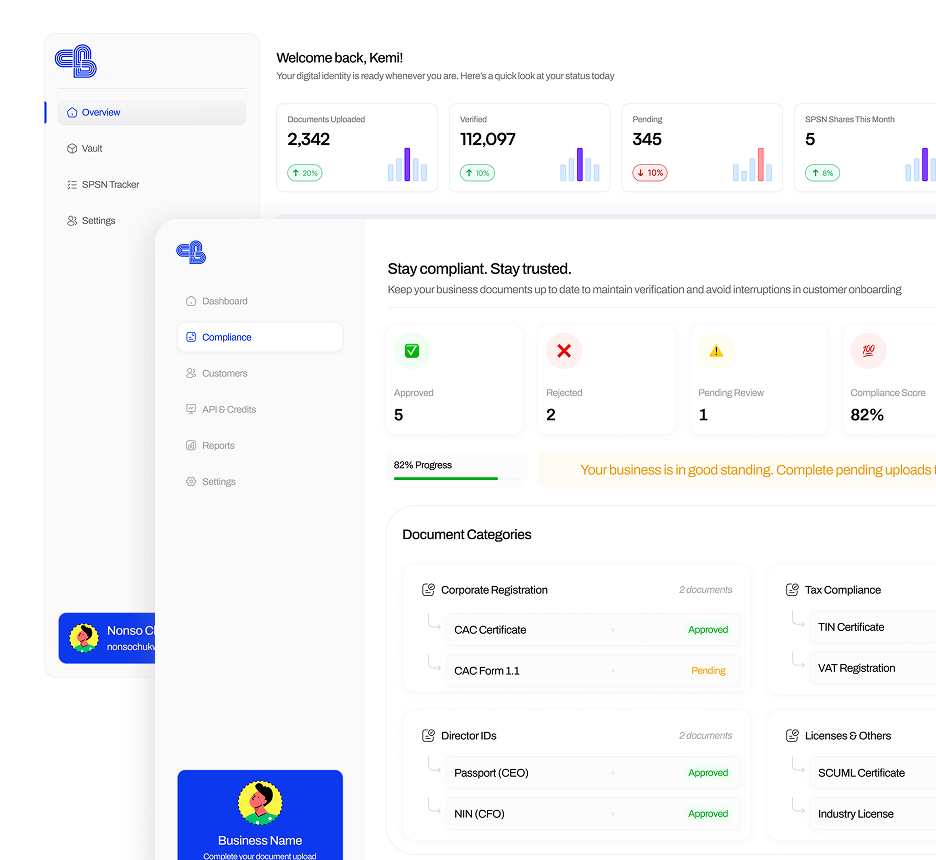 Welcome back, Kemi!
Your digital identity is ready whenever you are. Here's a quick look at your status today
Overview
Vault
SPSN Tracker
Settings
Documents Uploaded
2,342
20%
Verified
112,097
10%
Pending
345
10%
SPSN Shares This Month
5
8%
Nonso
nonsochukw
Dashboard
Compliance
Customers
API & Credits
Reports
Settings
Business Name
Complete your document upload
Stay compliant. Stay trusted.
Keep your business documents up to date to maintain verification and avoid interruptions in customer onboarding
Approved
5
Rejected
2
Pending Review
1
💯
Compliance Score
82%
82% Progress
Your business is in good standing. Complete pending uploads
Document Categories
Corporate Registration
2 documents
CAC Certificate
Approved
CAC Form 1.1
Pending
Tax Compliance
TIN Certificate
VAT Registration
Director IDs
2 documents
Passport (CEO)
Approved
NIN (CFO)
Approved
Licenses & Others
SCUML Certificate
Industry License